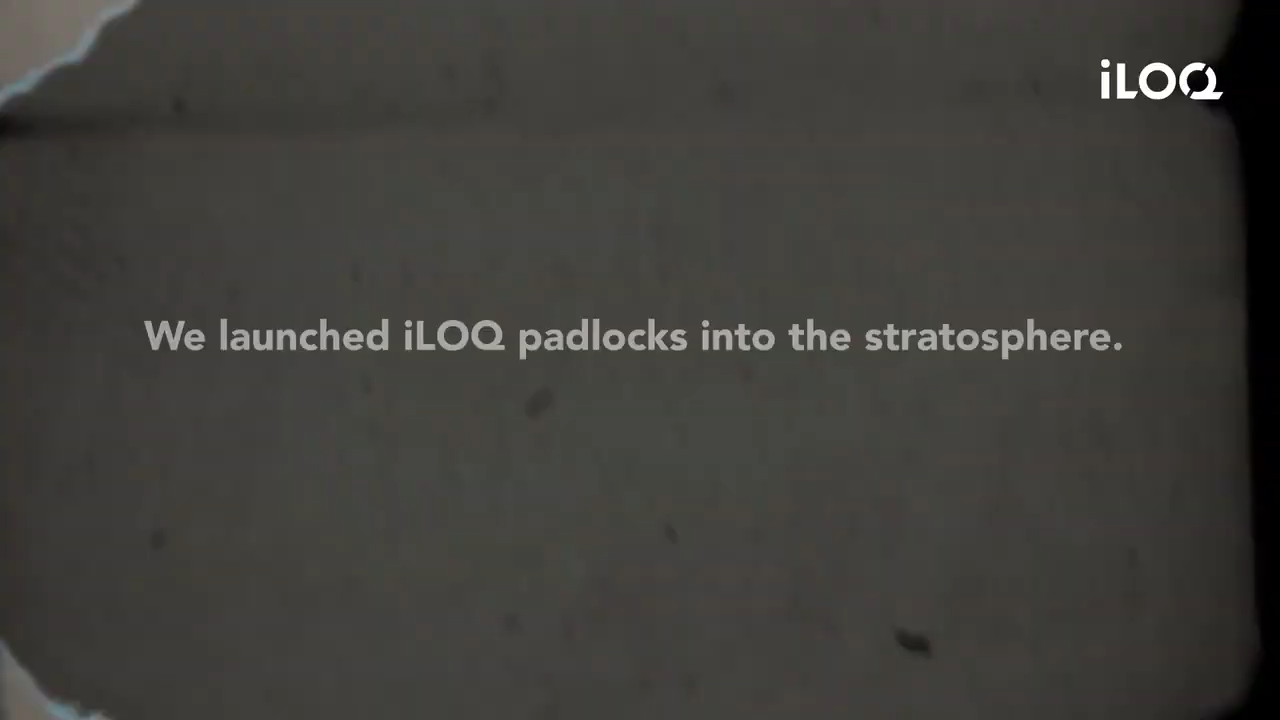 iLOQ
We launched iLOQ padlocks into the stratosphere.